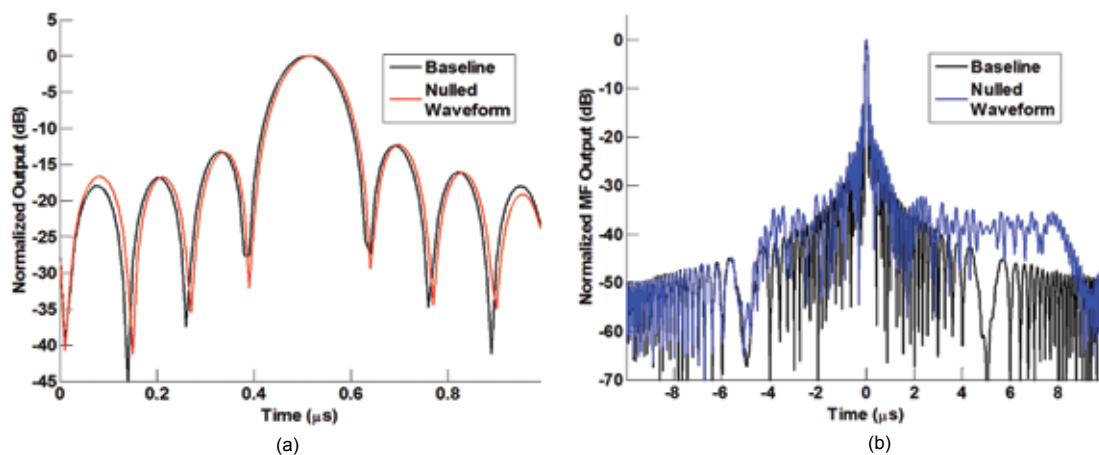 Normalized Output (dB)
5
0
-5
-10
-15
-20
-25
-30
-35
-40
-45
0
0.2
0.4
0.6
0.8
Time (μs)
Baseline
Nulled
Waveform
(a)
Normalized MF Output (dB)
0
-10
-20
-30
-40
-50
-60
-70
-8
-6
-4
-2
0
2
4
6
8
Time (μs)
Baseline
Nulled
Waveform
(b)